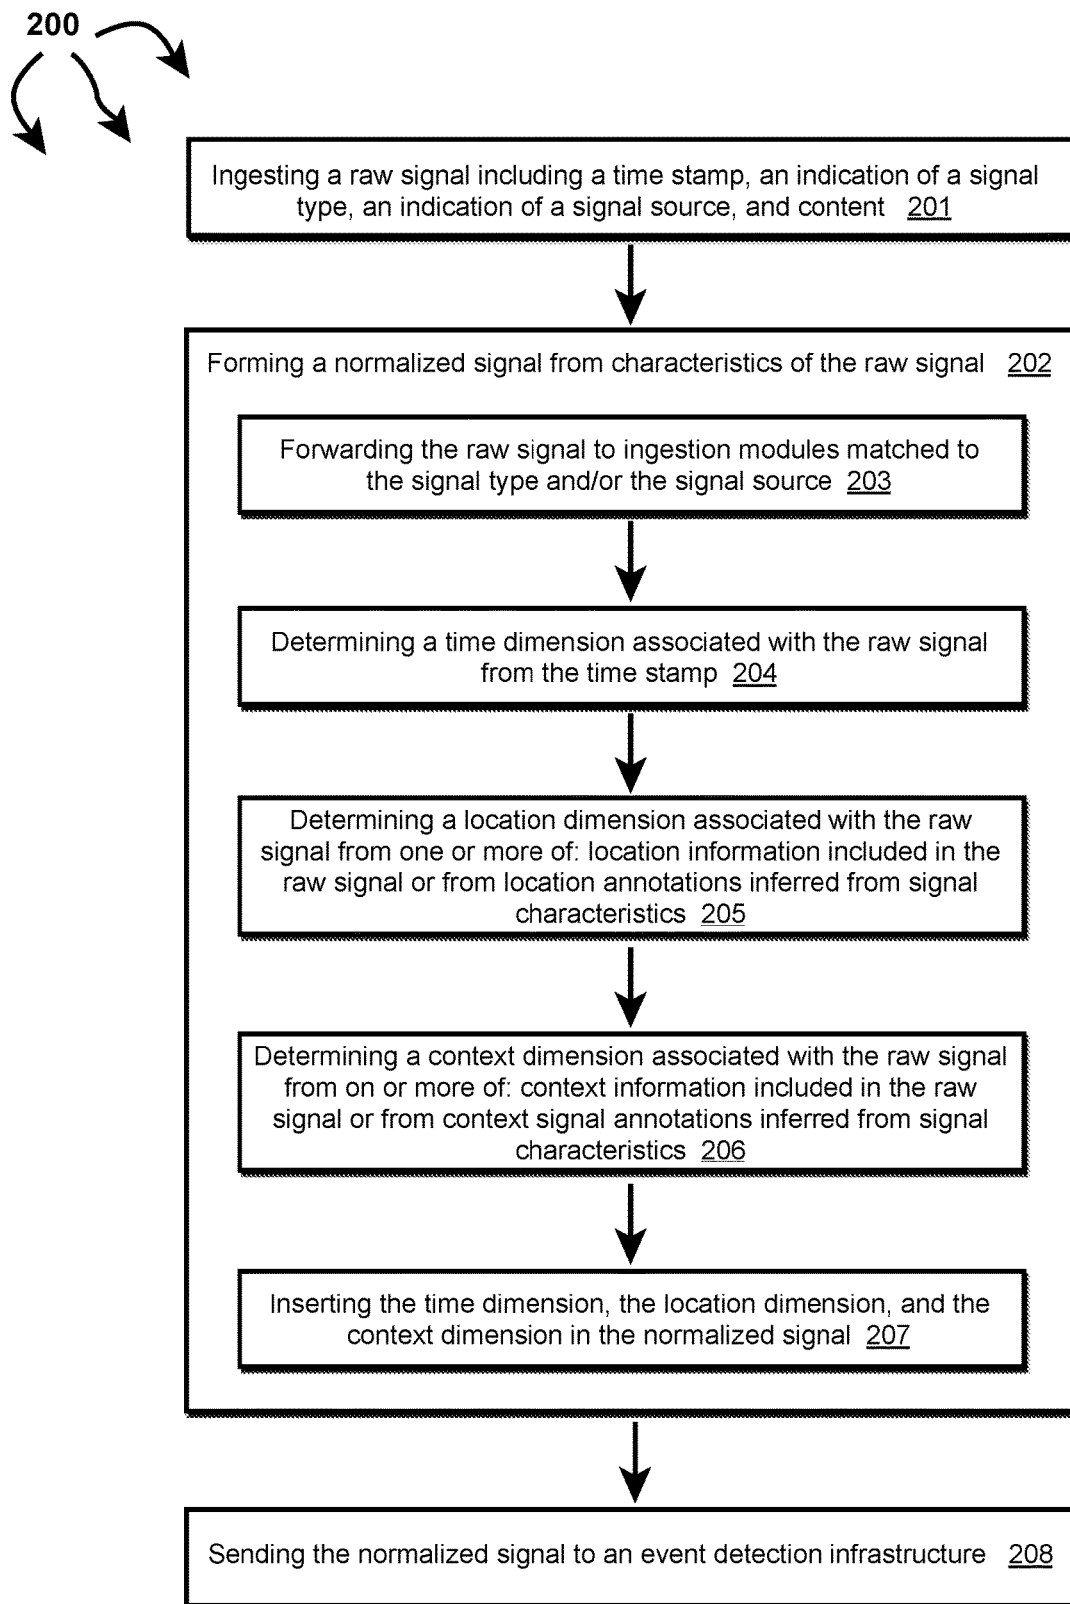 200
Ingesting a raw signal including a time stamp, an indication of a signal
type, an indication of a signal source, and content 201
Forming a normalized signal from characteristics of the raw signal 202
Forwarding the raw signal to ingestion modules matched to
the signal type and/or the signal source 203
Determining a time dimension associated with the raw signal
from the time stamp 204
Determining a location dimension associated with the raw
signal from one or more of: location information included in the
raw signal or from location annotations inferred from signal
characteristics 205
Determining a context dimension associated with the raw signal
from on or more of: context information included in the raw
signal or from context signal annotations inferred from signal
characteristics 206
Inserting the time dimension, the location dimension, and the
context dimension in the normalized signal 207
Sending the normalized signal to an event detection infrastructure 208